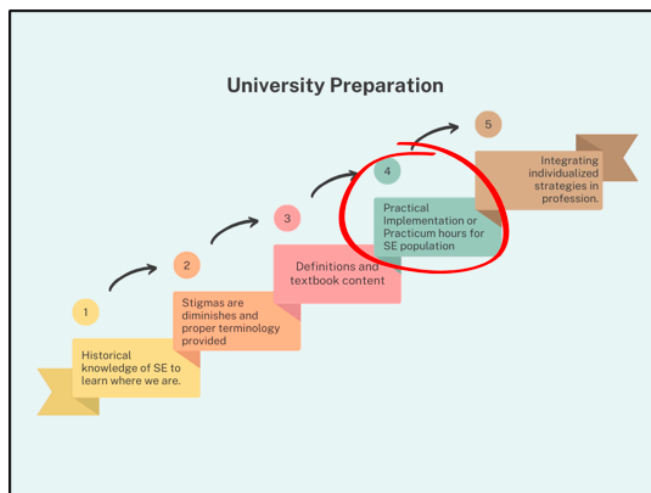 University Preparation
1
Historical
knowledge of SE to
learn where we are.
2
Stigmas are
diminishes and
proper terminology
provided
3
Definitions and
textbook content
4
Practical
Implementation or
Practicum hours for
SE population
5
Integrating
individualized
strategies in
profession.